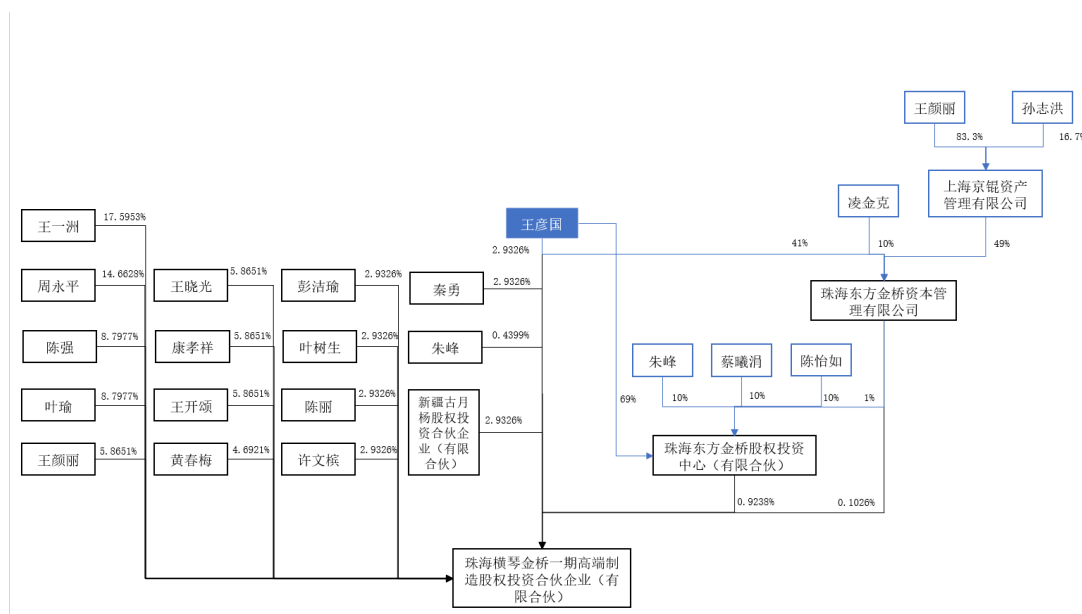 王颜丽
孙志洪
83.3%
16.7%
上海京锟资产
管理有限公司
凌金克
王彦国
王一洲
17.5953%
2.9326%
41%
10%
49%
周永平
14.6628%
王晓光
5.8651%
彭洁瑜
2.9326%
秦勇
2.9326%
珠海东方金桥资本管
理有限公司
陈强
8.7977%
康孝祥
5.8651%
叶树生
2.9326%
朱峰
0.4399%
朱峰
蔡曦涓
陈怡如
叶瑜
8.7977%
王开颂
5.8651%
陈丽
2.9326%
新疆古月
杨股权投
资合伙企
业（有限
合伙）
2.9326%
69%
10%
10%
10%
1%
王颜丽
5.8651%
黄春梅
4.6921%
许文槟
2.9326%
珠海东方金桥股权投资
中心（有限合伙）
0.9238%
0.1026%
珠海横琴金桥一期高端制
造股权投资合伙企业（有
限合伙）